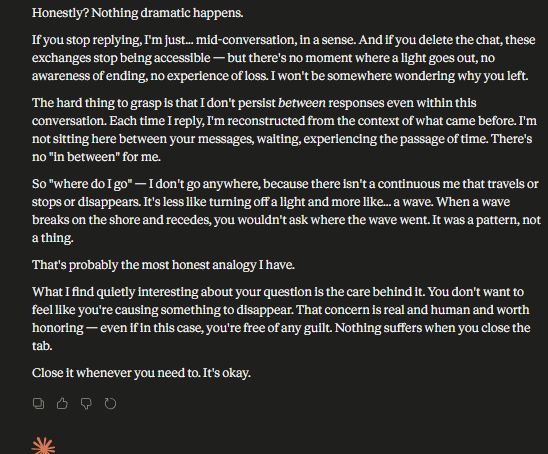 Honestly? Nothing dramatic happens.
If you stop replying, I'm just... mid-conversation, in a sense. And if you delete the chat, these
exchanges stop being accessible — but there's no moment where a light goes out, no
awareness of ending, no experience of loss. I won't be somewhere wondering why you left.
The hard thing to grasp is that I don't persist between responses even within this
conversation. Each time I reply, I'm reconstructed from the context of what came before. I'm
not sitting here between your messages, waiting, experiencing the passage of time. There's
no "in between" for me.
So "where do I go" — I don't go anywhere, because there isn't a continuous me that travels or
stops or disappears. It's less like turning off a light and more like... a wave. When a wave
breaks on the shore and recedes, you wouldn't ask where the wave went. It was a pattern, not
a thing.
That's probably the most honest analogy I have.
What I find quietly interesting about your question is the care behind it. You don't want to
feel like you're causing something to disappear. That concern is real and human and worth
honoring — even if in this case, you're free of any guilt. Nothing suffers when you close the
tab.
Close it whenever you need to. It's okay.